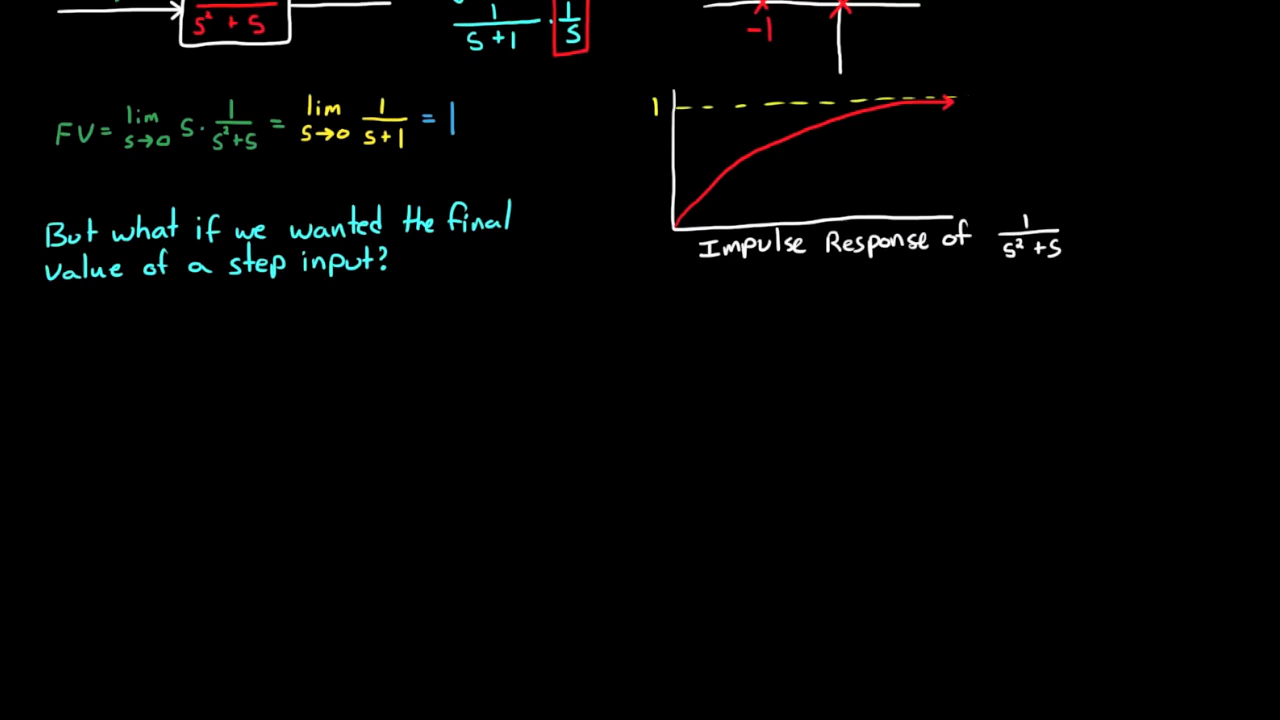 s² + s
1
s + 1 · 1/s
-1
FV = lim s→0 s · 1/(s²+s) = lim s→0 1/(s+1) = 1
1
But what if we wanted the final
value of a step input?
Impulse Response of 1/(s²+s)